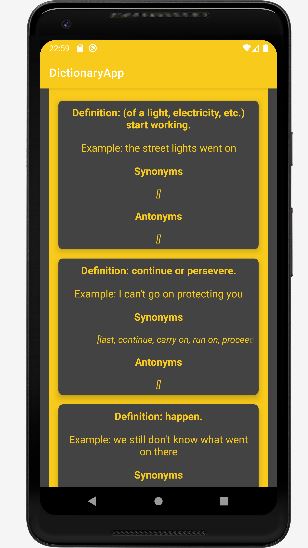 22:59
DictionaryApp
Definition: (of a light, electricity, etc.)
start working.
Example: the street lights went on
Synonyms
[]
Antonyms
[]
Definition: continue or persevere.
Example: I can't go on protecting you
Synonyms
[last, continue, carry on, run on, proceed
Antonyms
[]
Definition: happen.
Example: we still don't know what went
on there
Synonyms